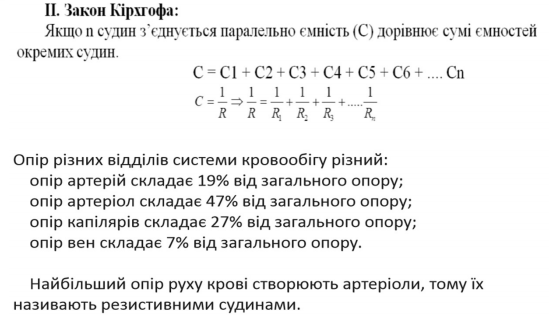 II. Закон Кірхгофа:
Якщо n судин з’єднується паралельно ємність (С) дорівнює сумі ємностей
окремих судин.
C = C1 + C2 + C3 + C4 + C5 + C6 + .... Cn
C = 1/R ⇒ 1/R = 1/R₁ + 1/R₂ + 1/R₃ + ..... 1/Rₙ
Опір різних відділів системи кровообігу різний:
опір артерій складає 19% від загального опору;
опір артеріол складає 47% від загального опору;
опір капілярів складає 27% від загального опору;
опір вен складає 7% від загального опору.
Найбільший опір руху крові створюють артеріоли, тому їх
називають резистивними судинами.